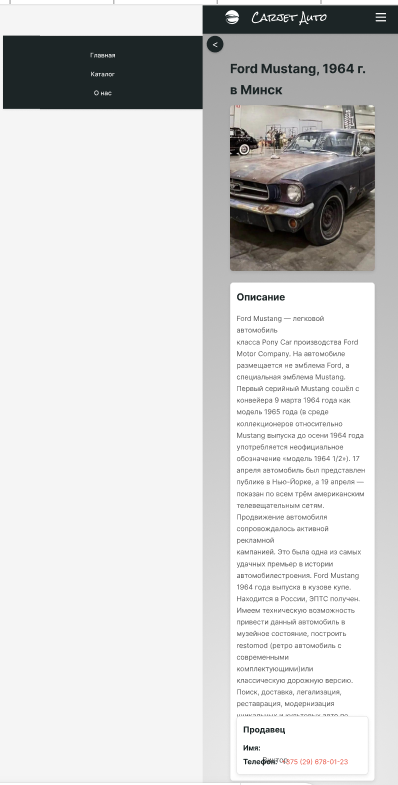 Carjet Auto
Главная
Каталог
О нас
<
Ford Mustang, 1964 г.
в Минск
Описание
Ford Mustang — легковой
автомобиль
класса Pony Car производства Ford
Motor Company. На автомобиле
размещается не эмблема Ford, а
специальная эмблема Mustang.
Первый серийный Mustang сошёл с
конвейера 9 марта 1964 года как
модель 1965 года (в среде
коллекционеров относительно
Mustang выпуска до осени 1964 года
употребляется неофициальное
обозначение «модель 1964 1/2»). 17
апреля автомобиль был представлен
публике в Нью-Йорке, а 19 апреля —
показан по всем трём американским
телевещательным сетям.
Продвижение автомобиля
сопровождалось активной
рекламной
кампанией. Это была одна из самых
удачных премьер в истории
автомобилестроения. Ford Mustang
1964 года выпуска в кузове купе.
Находится в России, ЭПТС получен.
Имеем техническую возможность
привести данный автомобиль в
музейное состояние, построить
restomod (ретро автомобиль с
современными
комплектующими)или
классическую дорожную версию.
Поиск, доставка, легализация,
реставрация, модернизация
уникальных и культовых авто по
Продавец
Имя:
Виктор
Телефон: +375 (29) 678-01-23